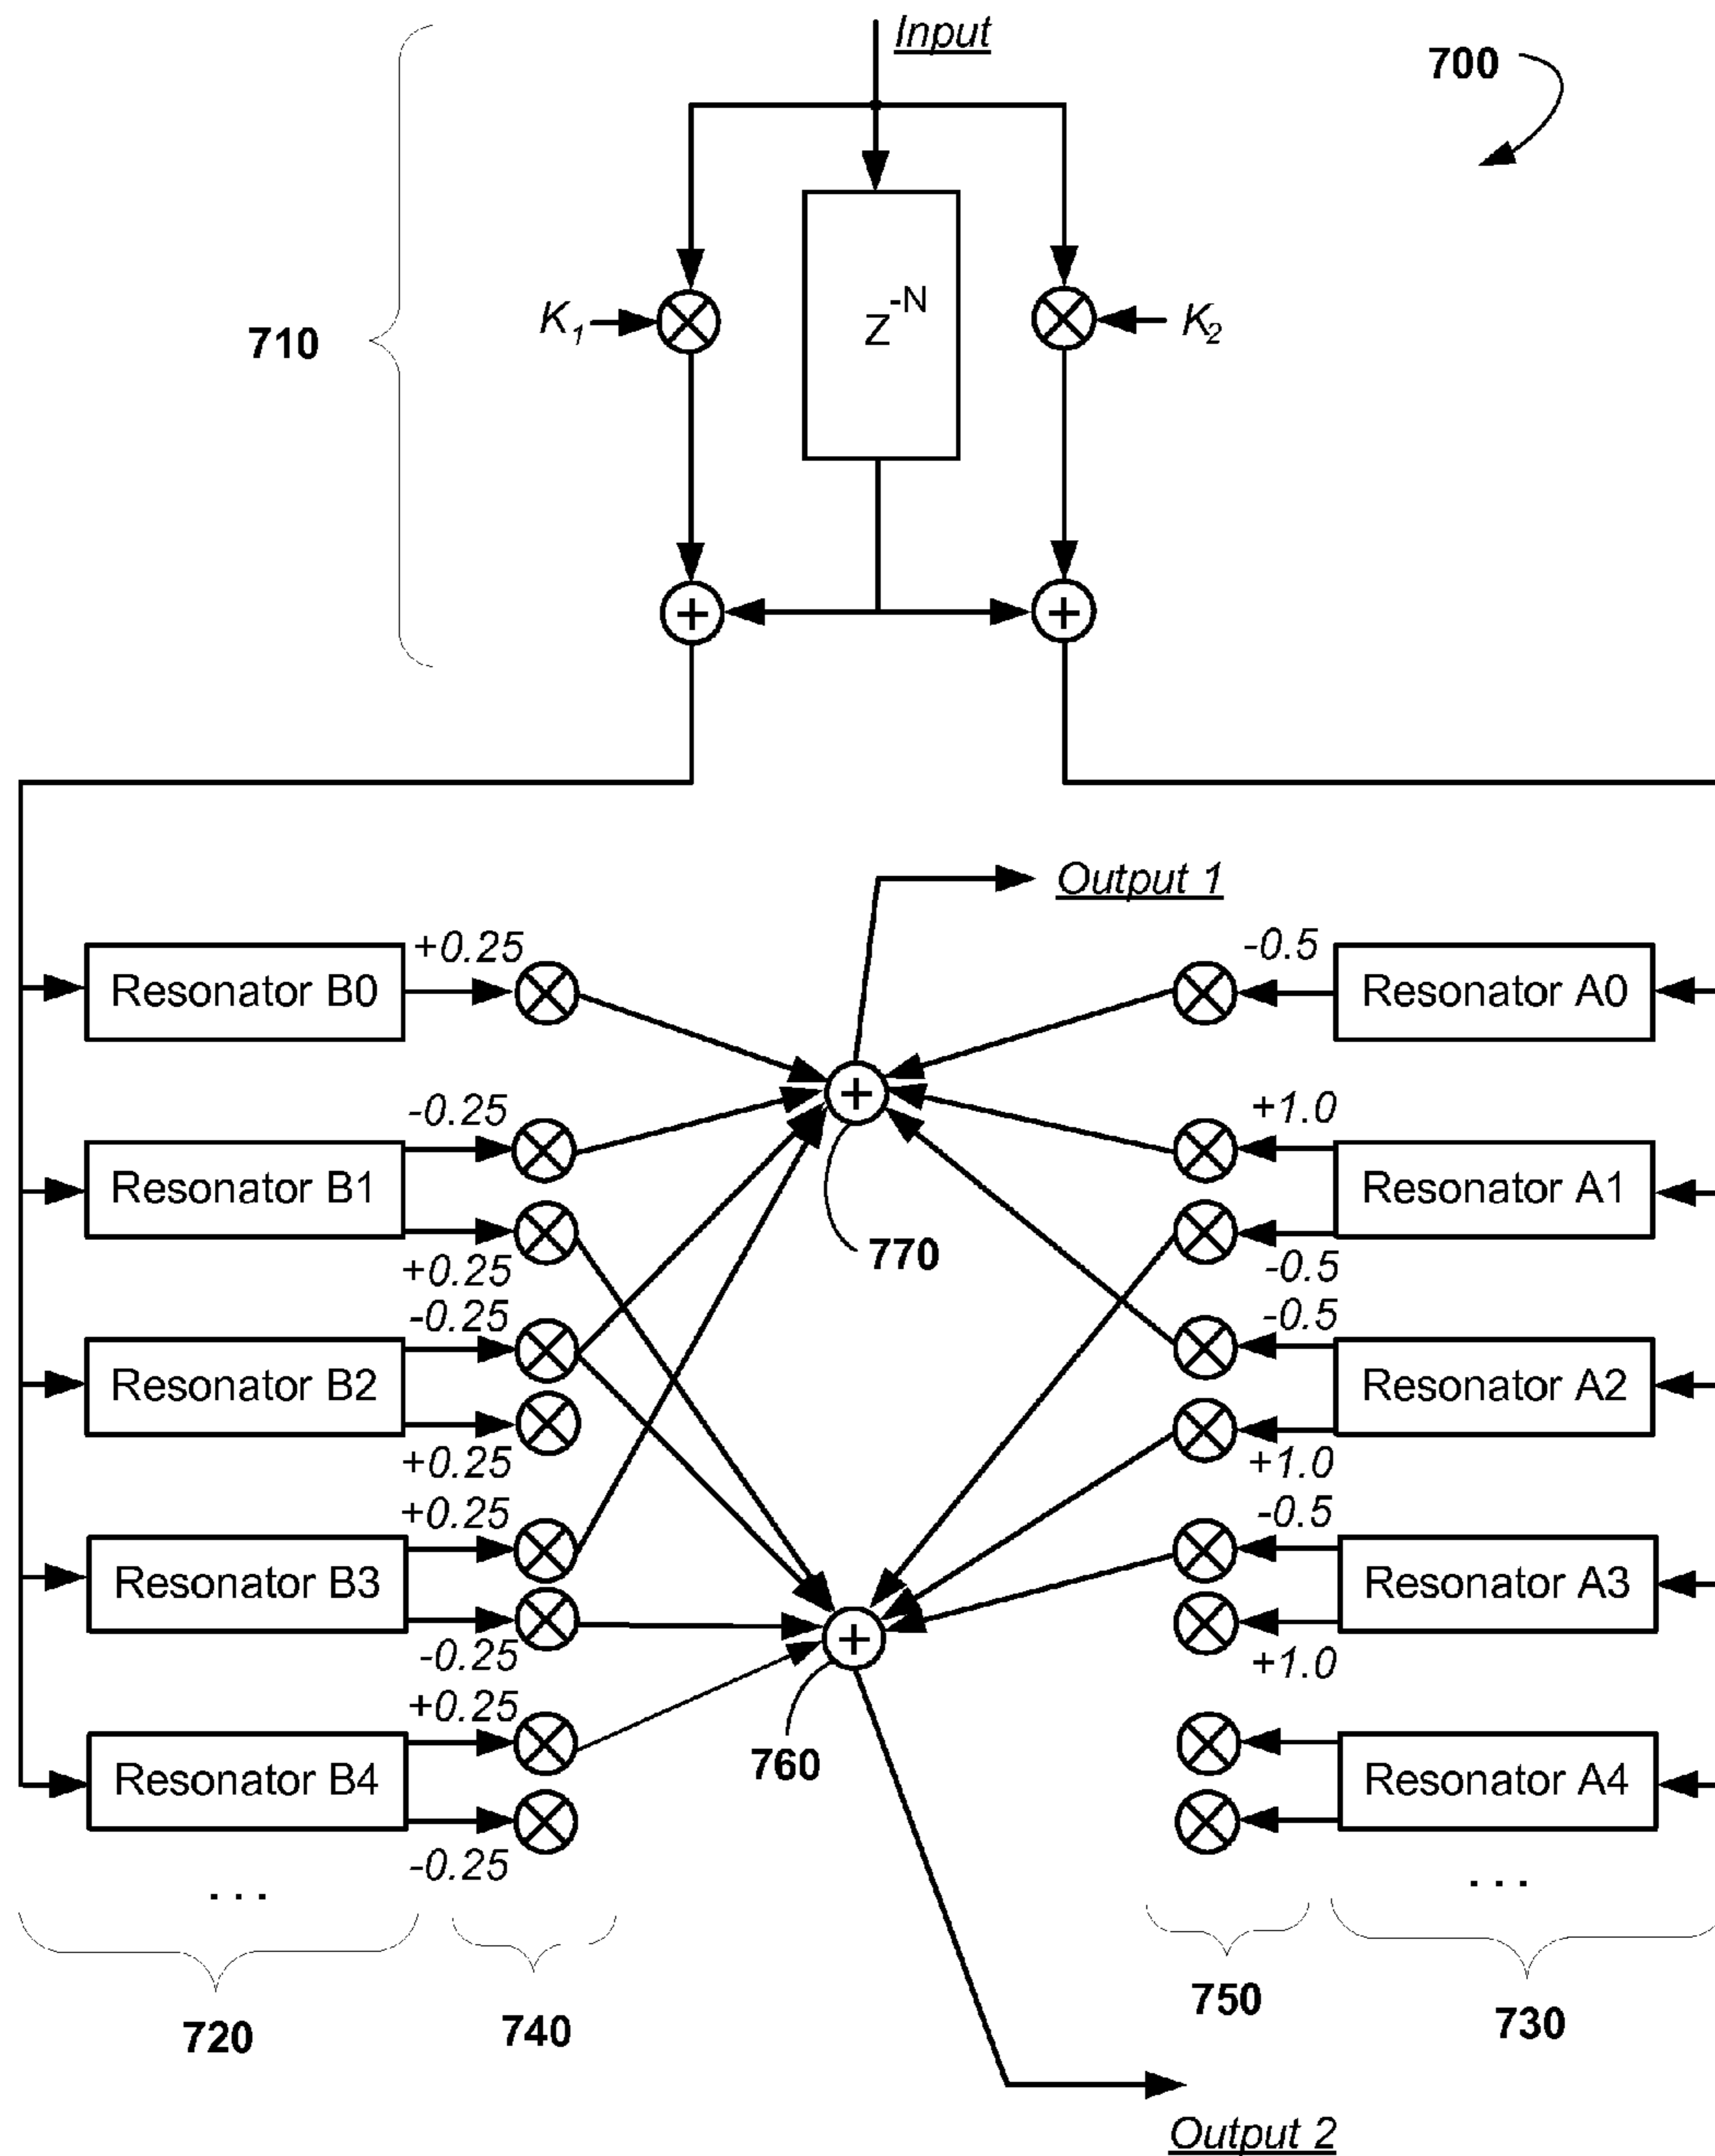 Input
700
K1
Z-N
K2
710
Output 1
+0.25
-0.5
Resonator B0
Resonator A0
-0.25
+1.0
Resonator B1
Resonator A1
+0.25
770
-0.5
-0.25
-0.5
Resonator B2
Resonator A2
+0.25
+1.0
+0.25
-0.5
Resonator B3
Resonator A3
-0.25
+1.0
+0.25
760
Resonator B4
Resonator A4
-0.25
. . .
. . .
720
740
750
730
Output 2